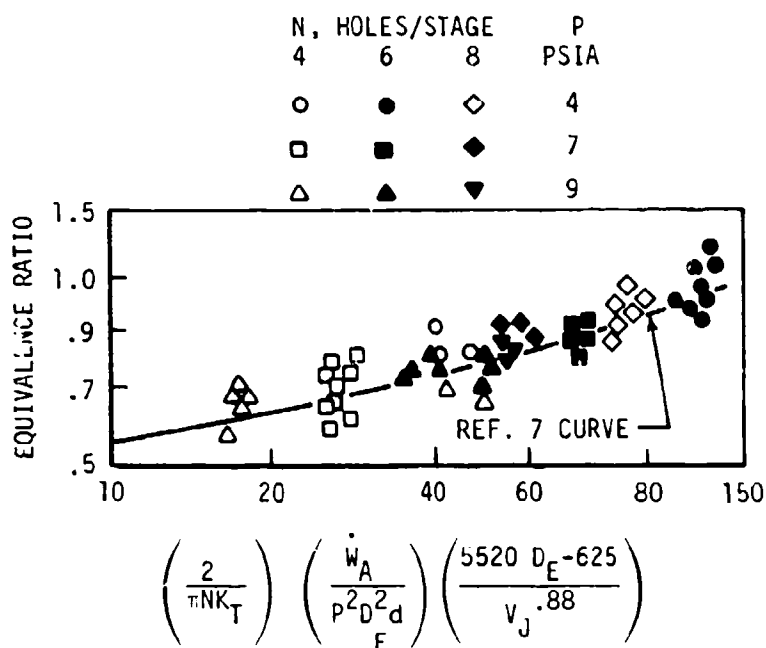 N, HOLES/STAGE P
4 6 8 PSIA
4
7
9
EQUIVALENCE RATIO
1.5
1.0
.9
.7
.5
REF. 7 CURVE
10 20 40 60 80 150
(2/πNK_T) (Ẇ_A/P²D²d_E) (5520 D_E-625/V_J^.88)